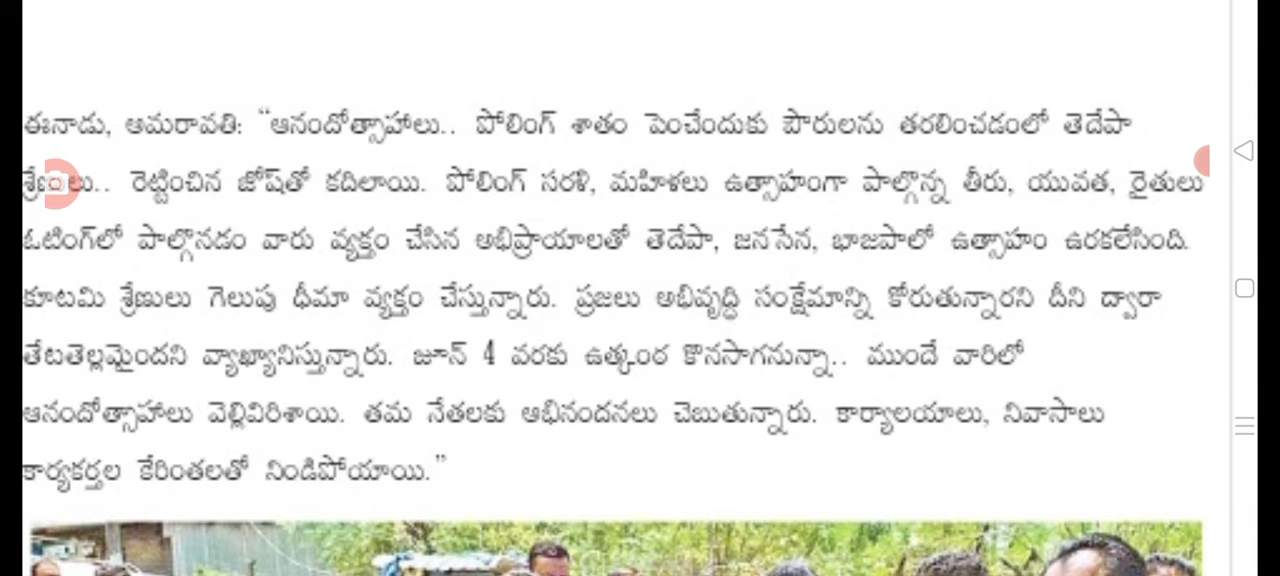 ఈనాడు, అమరావతి: “ఆనందోత్సాహాలు.. పోలింగ్ శాతం పెంచేందుకు పౌరులను తరలించడంలో తెదేపా
శ్రేణులు.. రెట్టించిన జోష్‌తో కదిలాయి. పోలింగ్ సరళి, మహిళలు ఉత్సాహంగా పాల్గొన్న తీరు, యువత, రైతులు
ఓటింగ్‌లో పాల్గొనడం వారు వ్యక్తం చేసిన అభిప్రాయాలతో తెదేపా, జనసేన, భాజపాలో ఉత్సాహం ఉరకలేసింది.
కూటమి శ్రేణులు గెలుపు ధీమా వ్యక్తం చేస్తున్నారు. ప్రజలు అభివృద్ధి సంక్షేమాన్ని కోరుతున్నారని దీని ద్వారా
తేటతెల్లమైందని వ్యాఖ్యానిస్తున్నారు. జూన్ 4 వరకు ఉత్కంఠ కొనసాగనున్నా.. ముందే వారిలో
ఆనందోత్సాహాలు వెల్లివిరిశాయి. తమ నేతలకు అభినందనలు చెబుతున్నారు. కార్యాలయాలు, నివాసాలు
కార్యకర్తల కేరింతలతో నిండిపోయాయి.”